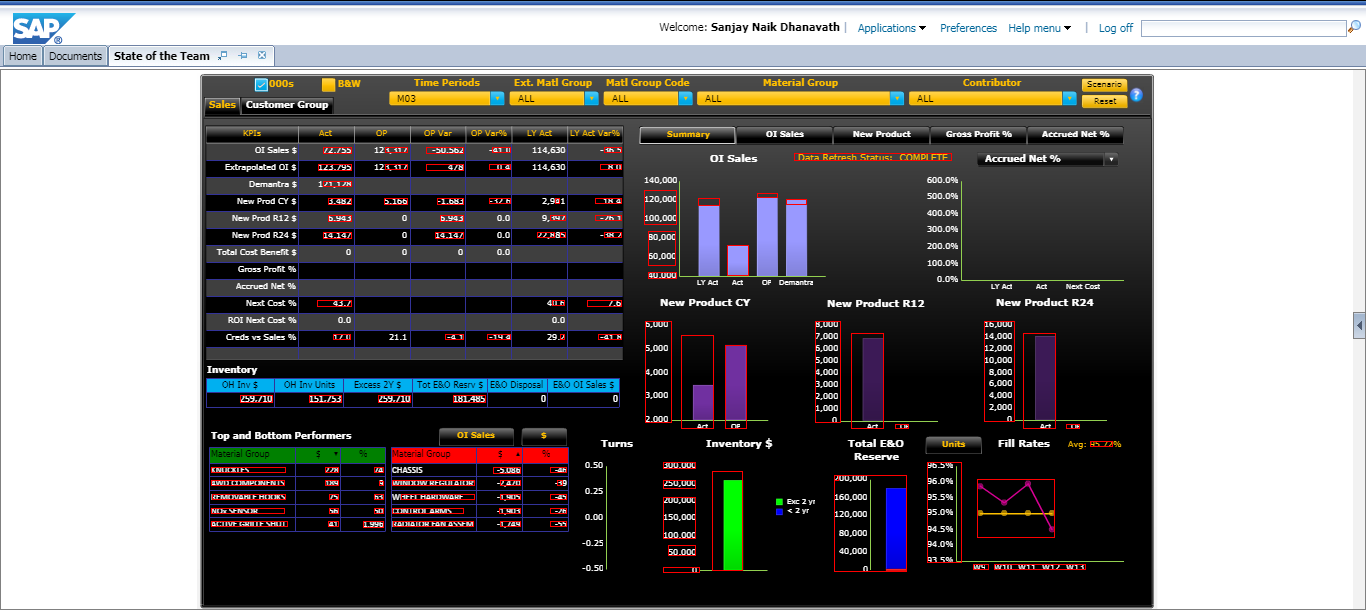 SAP ®
Welcome: Sanjay Naik Dhanavath | Applications Preferences Help menu | Log off
Home Documents State of the Team
000s B&W Time Periods Ext. Matl Group Matl Group Code Material Group Contributor Scenario
M03 ALL ALL ALL ALL Reset ?
Sales Customer Group
KPIs Act OP OP Var OP Var% LY Act LY Act Var%
OI Sales $ 72,755 123,317 -50,562 -41.0 114,630 -36.5
Extrapolated OI $ 123,795 123,317 478 0.4 114,630 8.0
Demantra $ 121,128
New Prod CY $ 3,482 5,166 -1,683 -32.6 2,941 18.4
New Prod R12 $ 6,943 0 6,943 0.0 9,397 -26.1
New Prod R24 $ 14,147 0 14,147 0.0 22,885 -38.2
Total Cost Benefit $ 0 0 0 0.0
Gross Profit %
Accrued Net %
Next Cost % 43.7 40.6 7.6
ROI Next Cost % 0.0 0.0
Creds vs Sales % 17.0 21.1 -4.1 -19.4 29.2 -41.8
Inventory
OH Inv $ OH Inv Units Excess 2Y $ Tot E&O Resrv $ E&O Disposal E&O OI Sales $
259,710 151,753 259,710 181,485 0 0
Top and Bottom Performers OI Sales $
Material Group $ % Material Group $ %
KNUCKLES 228 74 CHASSIS -5,086 -46
AWD COMPONENTS 189 9 WINDOW REGULATOR -2,470 -39
REMOVABLE HOOKS 75 63 WHEEL HARDWARE -1,905 -45
NOX SENSOR 56 50 CONTROL ARMS -1,903 -26
ACTIVE GRILLE SHUT 41 1,996 RADIATOR FAN ASSEM -1,749 -55
Summary OI Sales New Product Gross Profit % Accrued Net %
OI Sales Data Refresh Status: COMPLETE Accrued Net %
140,000
120,000
100,000
80,000
60,000
40,000
LY Act Act OP Demantra
600.0%
500.0%
400.0%
300.0%
200.0%
100.0%
0.0%
LY Act Act Next Cost
New Product CY New Product R12 New Product R24
6,000
5,000
4,000
3,000
2,000
Act OP
8,000
7,000
6,000
5,000
4,000
3,000
2,000
1,000
0
Act OP
16,000
14,000
12,000
10,000
8,000
6,000
4,000
2,000
0
Act OP
Turns
0.50
0.25
0.00
-0.25
-0.50
Inventory $
300,000
250,000
200,000
150,000
100,000
50,000
0
Exc 2 yr
< 2 yr
Total E&O
Reserve
200,000
160,000
120,000
80,000
40,000
0
Units Fill Rates Avg: 95.22%
96.5%
96.0%
95.5%
95.0%
94.5%
94.0%
93.5%
W9 W10 W11 W12 W13